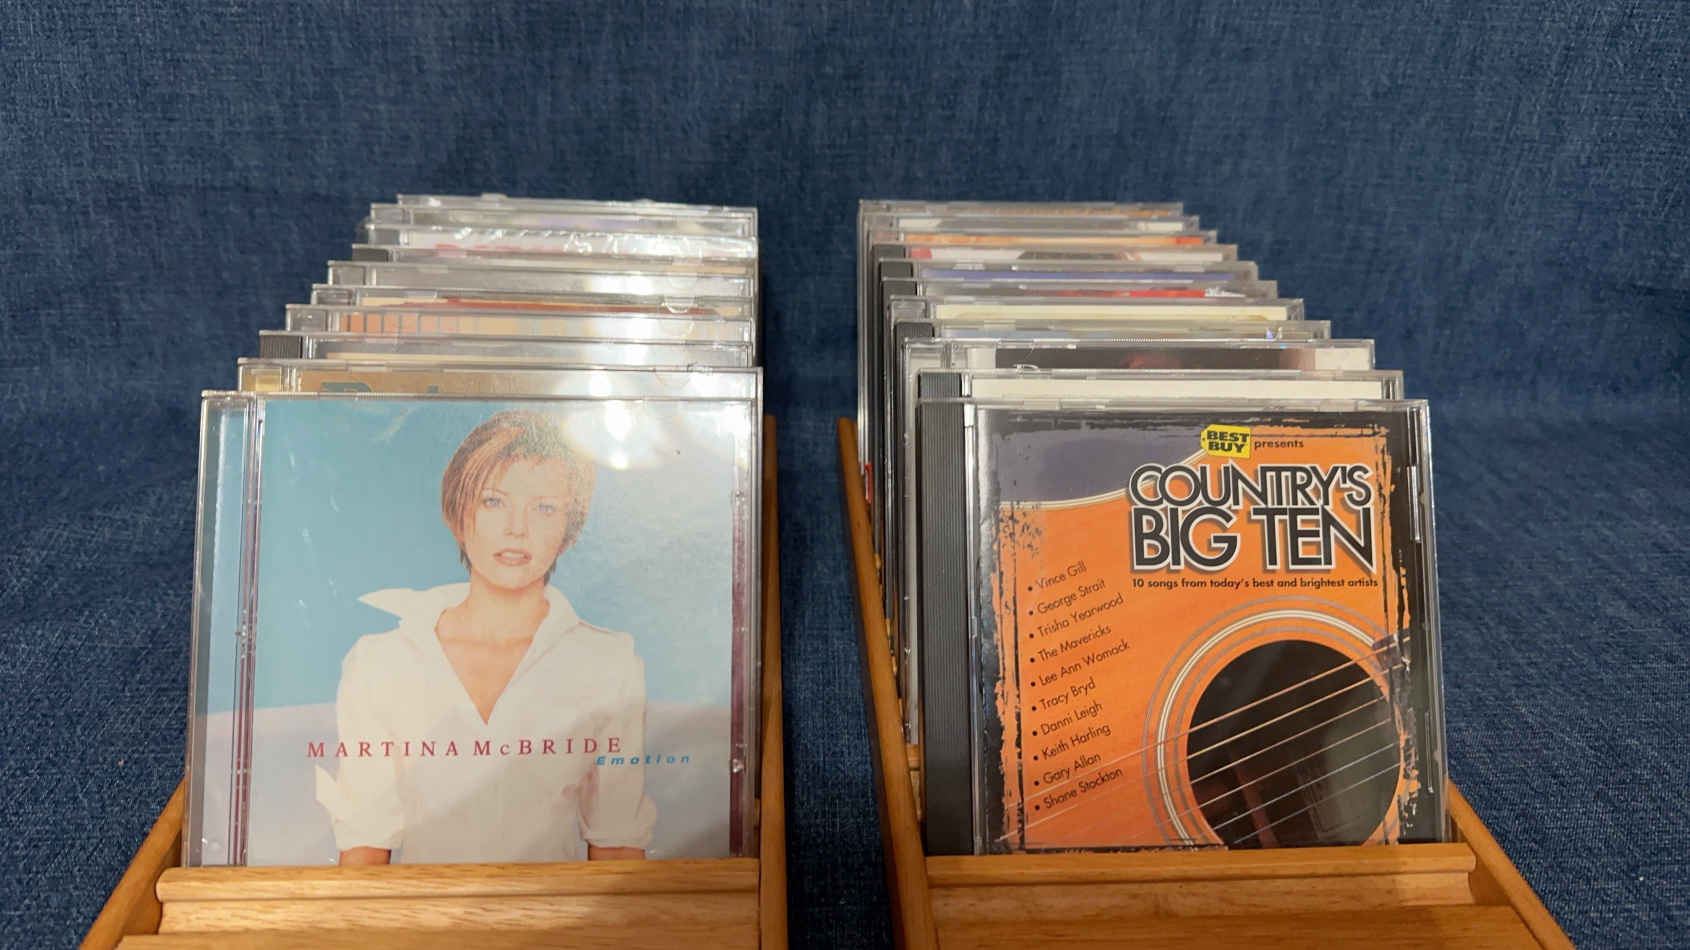 MARTINA McBRIDE
Emotion
BEST BUY presents
COUNTRY'S
BIG TEN
10 songs from today's best and brightest artists
• Vince Gill
• George Strait
• Trisha Yearwood
• The Mavericks
• Lee Ann Womack
• Tracy Bryd
• Danni Leigh
• Keith Harling
• Gary Allan
• Shane Stockton